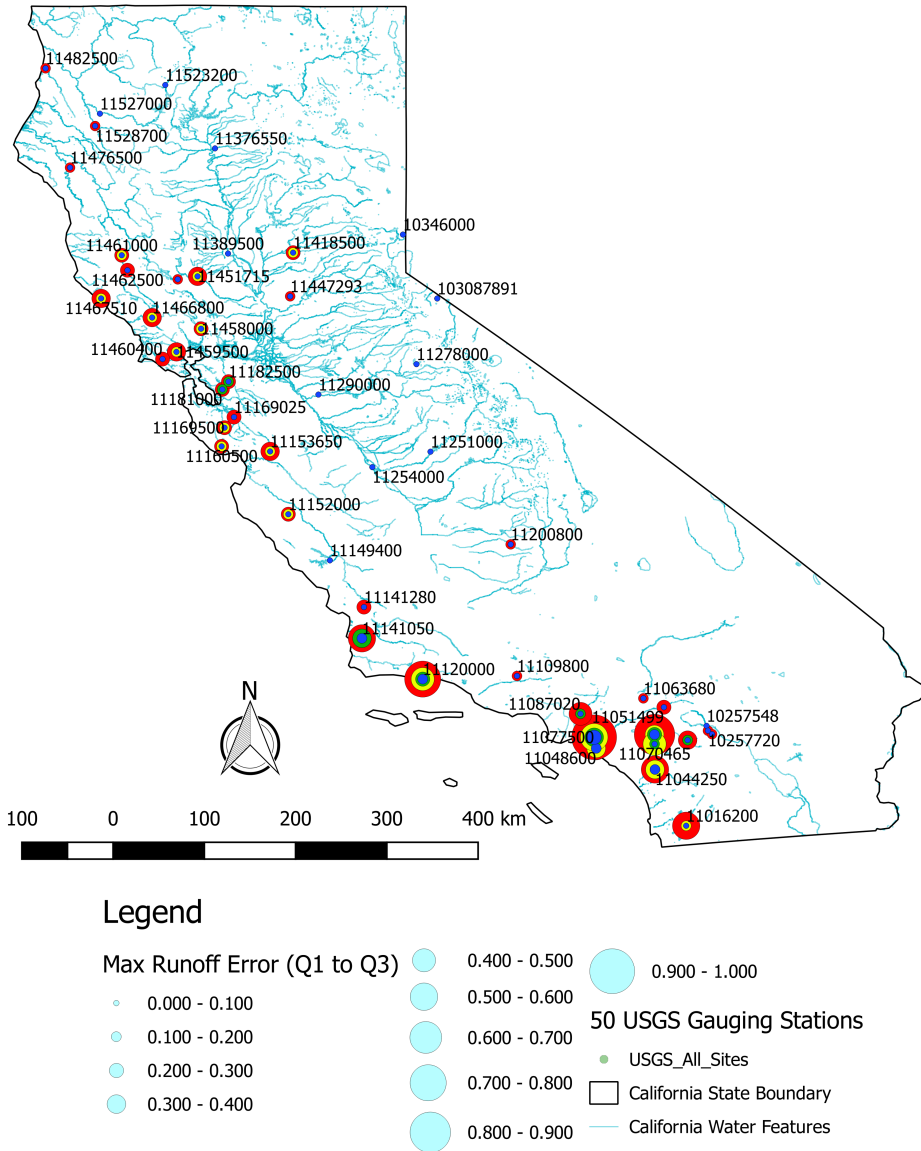 11482500
11523200
11527000
11528700
11376550
11476500
10346000
11461000
11389500
11418500
11462500
11451715
11447293
103087891
11467510
11466800
11458000
11460400
11459500
11278000
11182500
11181000
11290000
11169025
11169500
11160500
11153650
11251000
11254000
11152000
11200800
11149400
11141280
11141050
11120000
11109800
11063680
11087020
11051499
10257548
11077500
10257720
11048600
11070465
11044250
11016200
N
100 0 100 200 300 400 km
Legend
Max Runoff Error (Q1 to Q3)
0.000 - 0.100
0.100 - 0.200
0.200 - 0.300
0.300 - 0.400
0.400 - 0.500
0.500 - 0.600
0.600 - 0.700
0.700 - 0.800
0.800 - 0.900
0.900 - 1.000
50 USGS Gauging Stations
USGS_All_Sites
California State Boundary
California Water Features